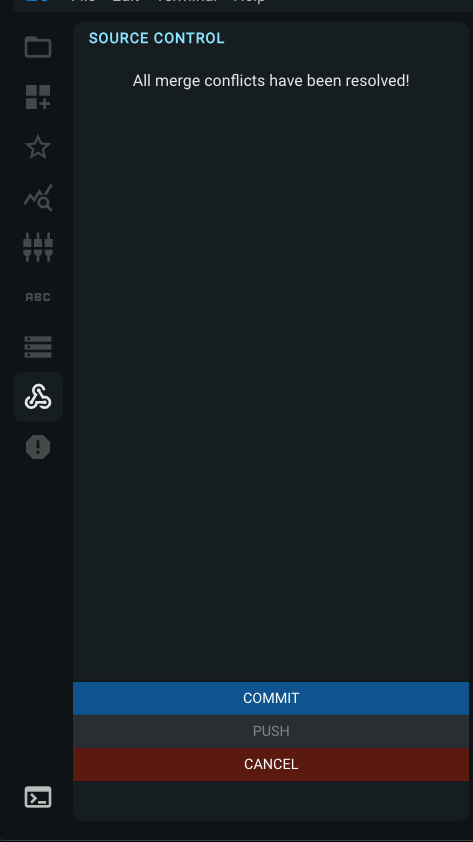 File Edit Terminal Help
SOURCE CONTROL
All merge conflicts have been resolved!
ABC
COMMIT
PUSH
CANCEL